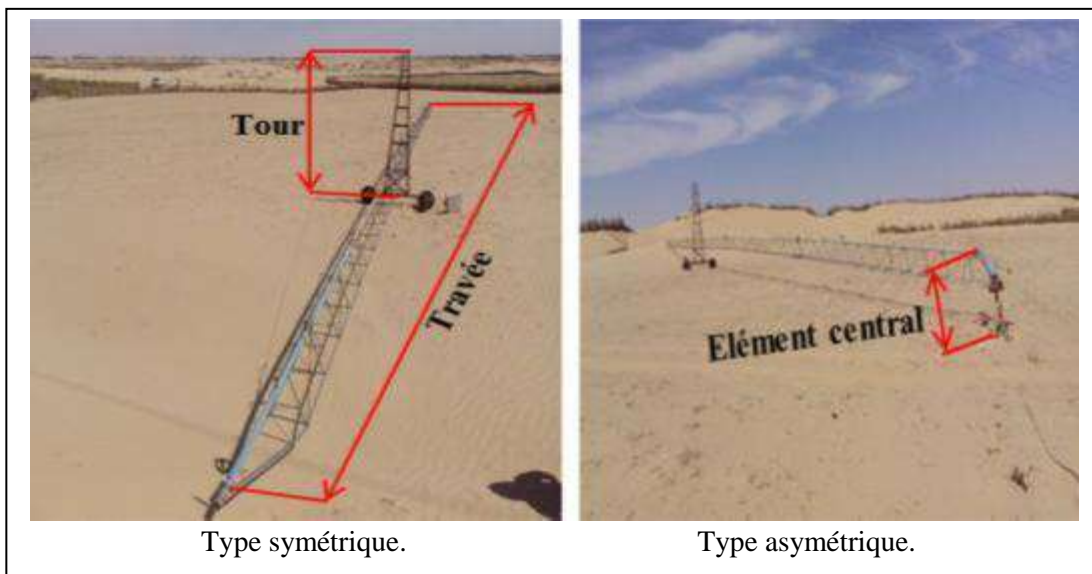 Tour
Travée
Elément central
Type symétrique.
Type asymétrique.